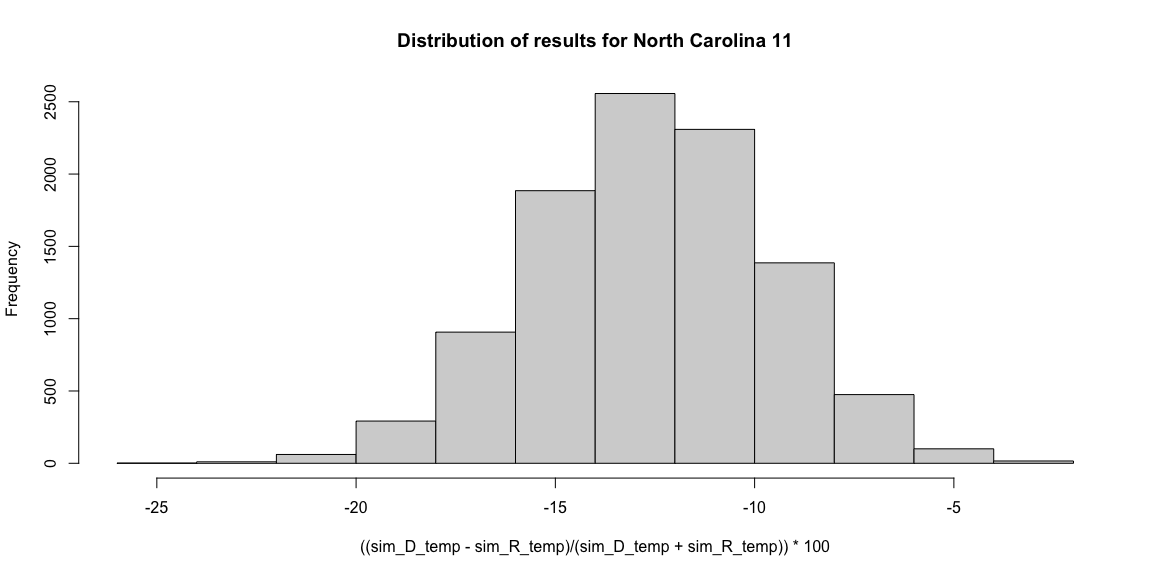 Distribution of results for North Carolina 11
Frequency
2500
2000
1500
1000
500
0
-25 -20 -15 -10 -5
((sim_D_temp - sim_R_temp)/(sim_D_temp + sim_R_temp)) * 100